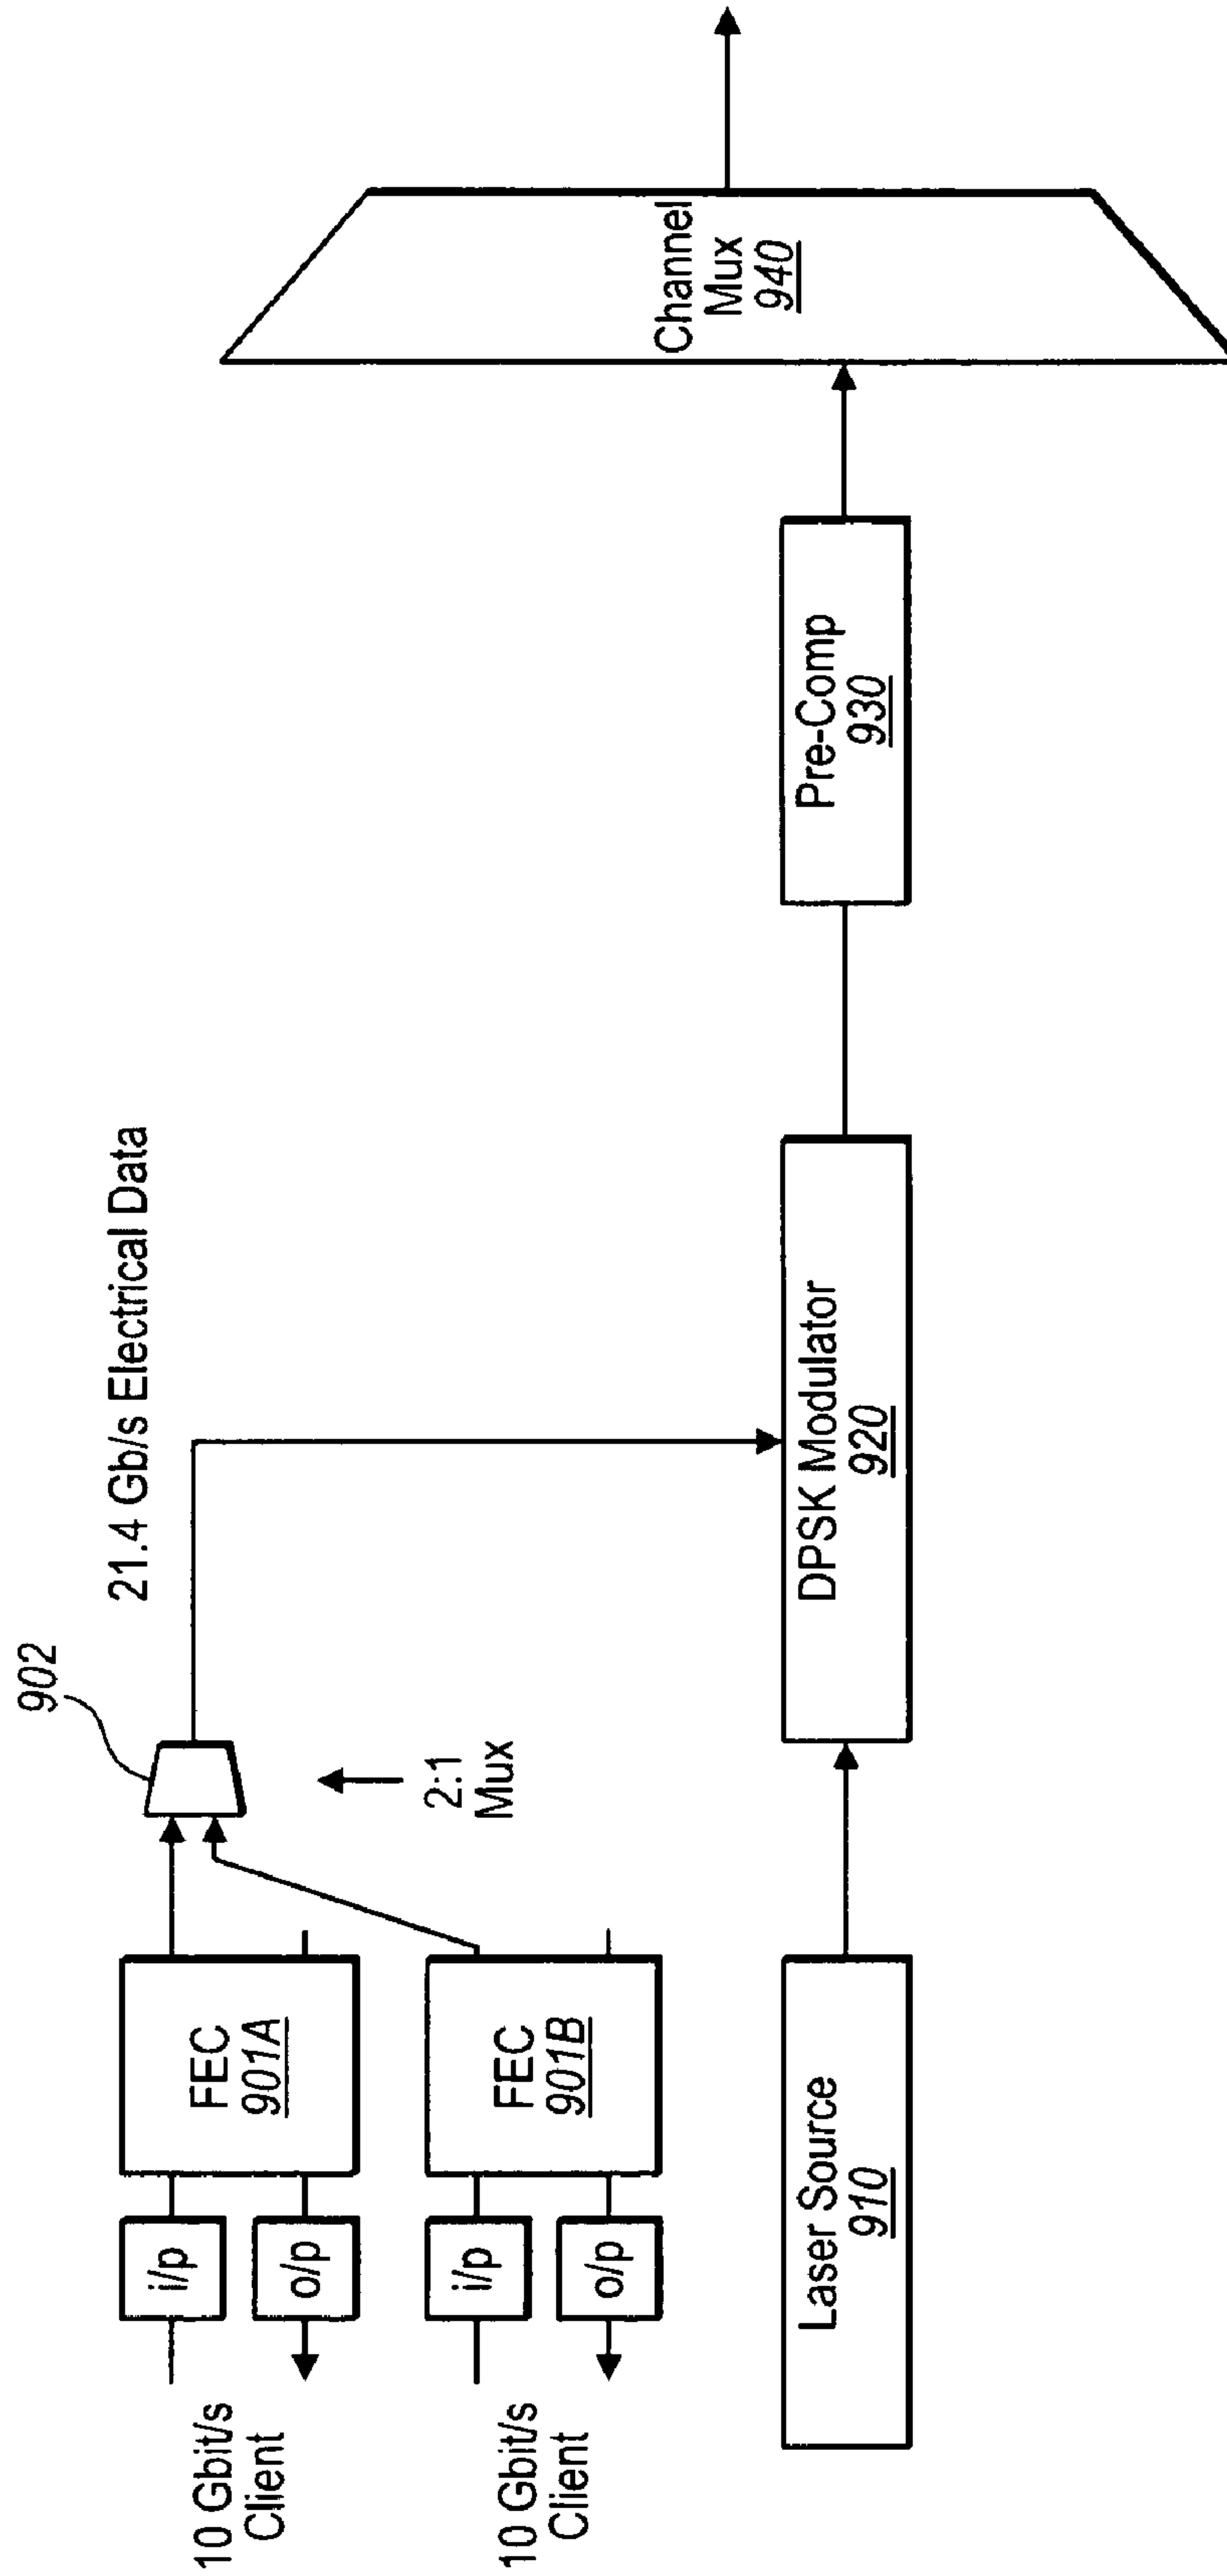 902
21.4 Gb/s Electrical Data
10 Gbit/s
Client
i/p
o/p
FEC
901A
2:1
Mux
10 Gbit/s
Client
i/p
o/p
FEC
901B
Laser Source
910
DPSK Modulator
920
Pre-Comp
930
Channel
Mux
940